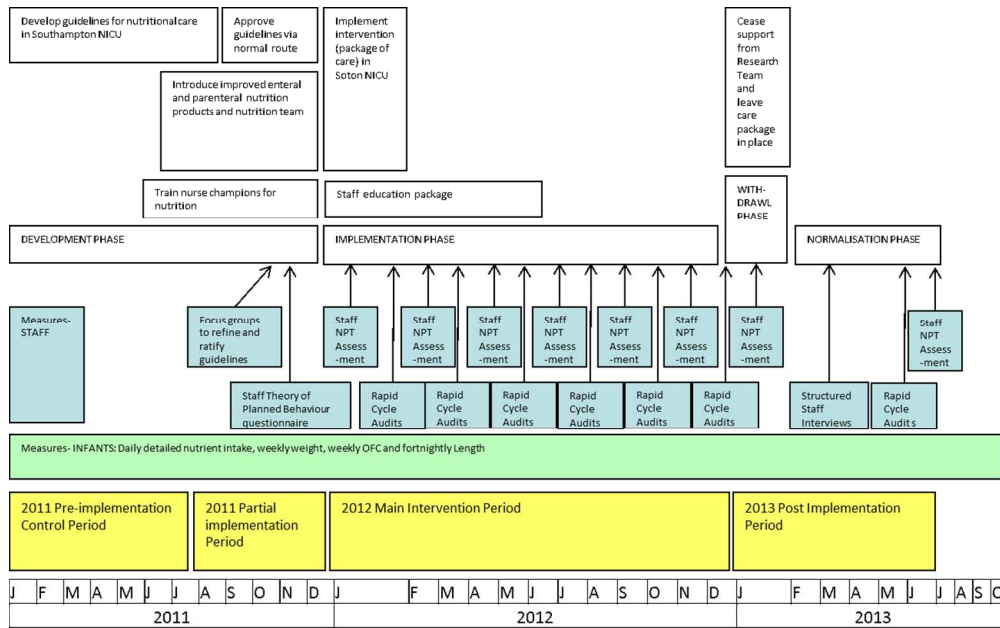 Develop guidelines for nutritional care
in Southampton NICU
Approve
guidelines via
normal route
Implement
intervention
(package of
care) in
Soton NICU
Cease
support
from
Research
Team
and
leave
care
package
in place
Introduce improved enteral
and parenteral nutrition
products and nutrition team
Train nurse champions for
nutrition
Staff education package
WITH-
DRAWL
PHASE
DEVELOPMENT PHASE
IMPLEMENTATION PHASE
NORMALISATION PHASE
Measures-
STAFF
Focus groups
to refine and
ratify
guidelines
Staff
NPT
Assess
-ment
Staff
NPT
Assess
-ment
Staff
NPT
Assess
-ment
Staff
NPT
Assess
-ment
Staff
NPT
Assess
-ment
Staff
NPT
Assess
-ment
Staff
NPT
Assess
-ment
Staff
NPT
Assess
-ment
Staff Theory of
Planned Behaviour
questionnaire
Rapid
Cycle
Audits
Rapid
Cycle
Audits
Rapid
Cycle
Audits
Rapid
Cycle
Audits
Rapid
Cycle
Audits
Rapid
Cycle
Audits
Structured
Staff
Interviews
Rapid
Cycle
Audits
Measures- INFANTS: Daily detailed nutrient intake, weekly weight, weekly OFC and fortnightly Length
2011 Pre-implementation
Control Period
2011 Partial
implementation
Period
2012 Main Intervention Period
2013 Post Implementation
Period
J F M A M J J A S O N D J F M A M J J A S O N D J F M A M J J A S O
2011 2012 2013